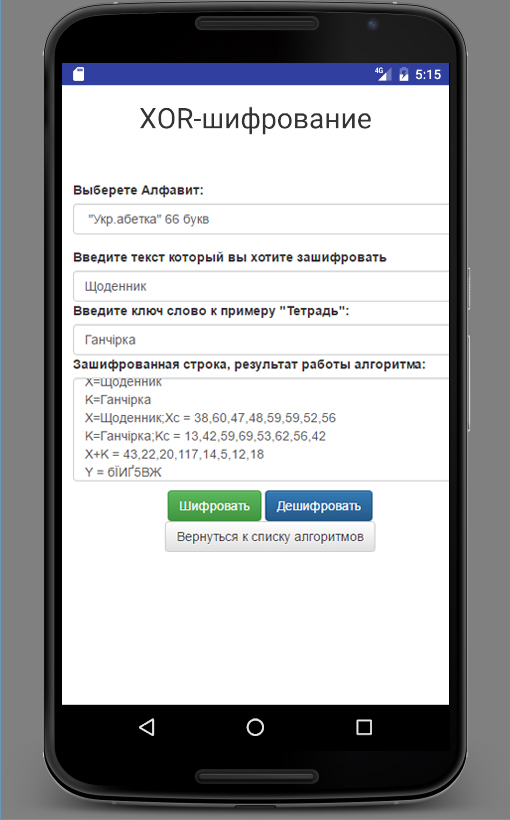 4G 5:15
XOR-шифрование
Выберете Алфавит:
"Укр.абетка" 66 букв
Введите текст который вы хотите зашифровать
Щоденник
Введите ключ слово к примеру "Тетрадь":
Ганчірка
Зашифрованная строка, результат работы алгоритма:
X=Щоденник
K=Ганчірка
X=Щоденник;Xc = 38,60,47,48,59,59,52,56
K=Ганчірка;Kc = 13,42,59,69,53,62,56,42
X+K = 43,22,20,117,14,5,12,18
Y = бЇИҐ5ВЖ
Шифровать Дешифровать
Вернуться к списку алгоритмов